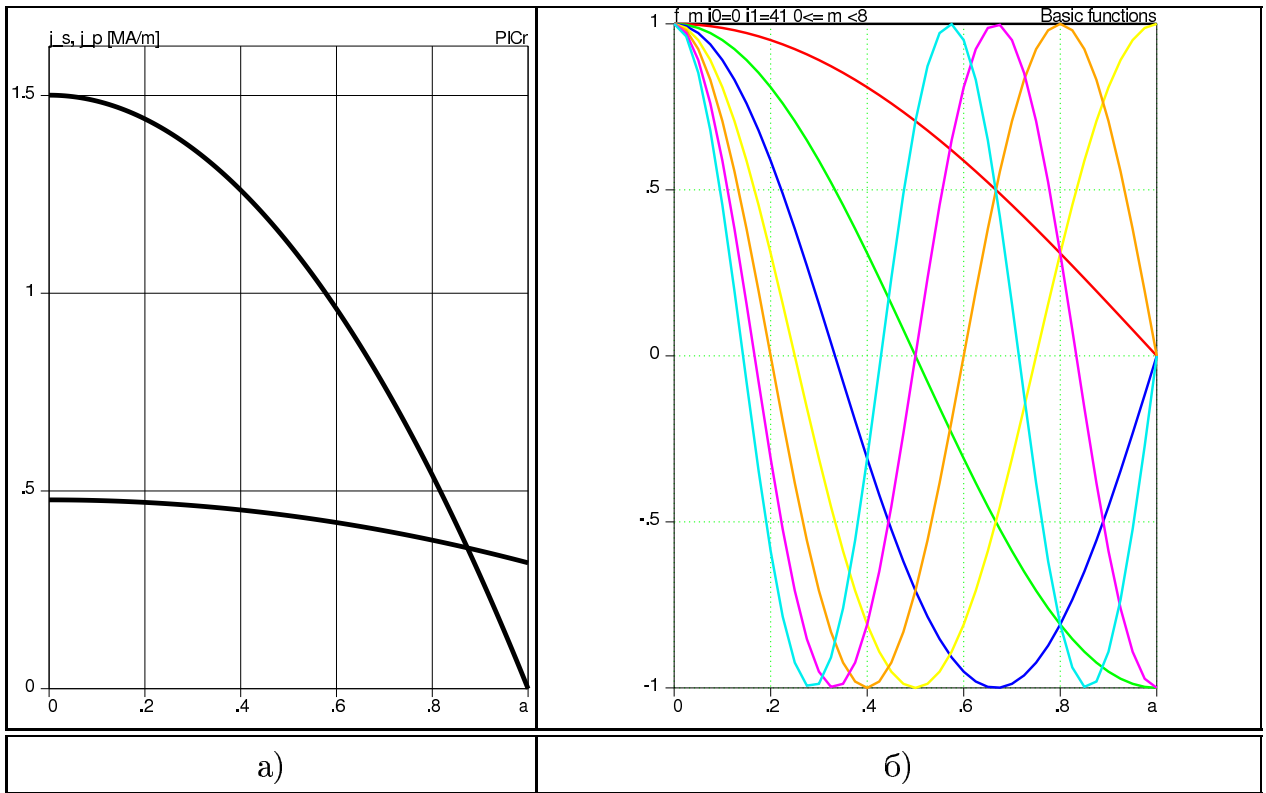 j_s, j_p [MA/m] PlCr
1.5
1
.5
0
0 .2 .4 .6 .8 a
f_m i0=0 i1=41 0<= m <8 Basic functions
1
.5
0
-.5
-1
0 .2 .4 .6 .8 a
а) б)